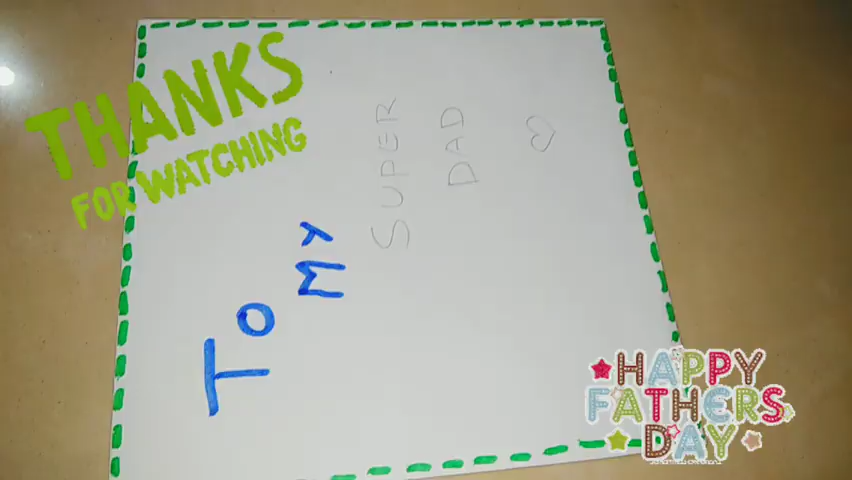 THANKS
FOR WATCHING
TO
MY
SUPER
DAD
HAPPY
FATHERS
DAY